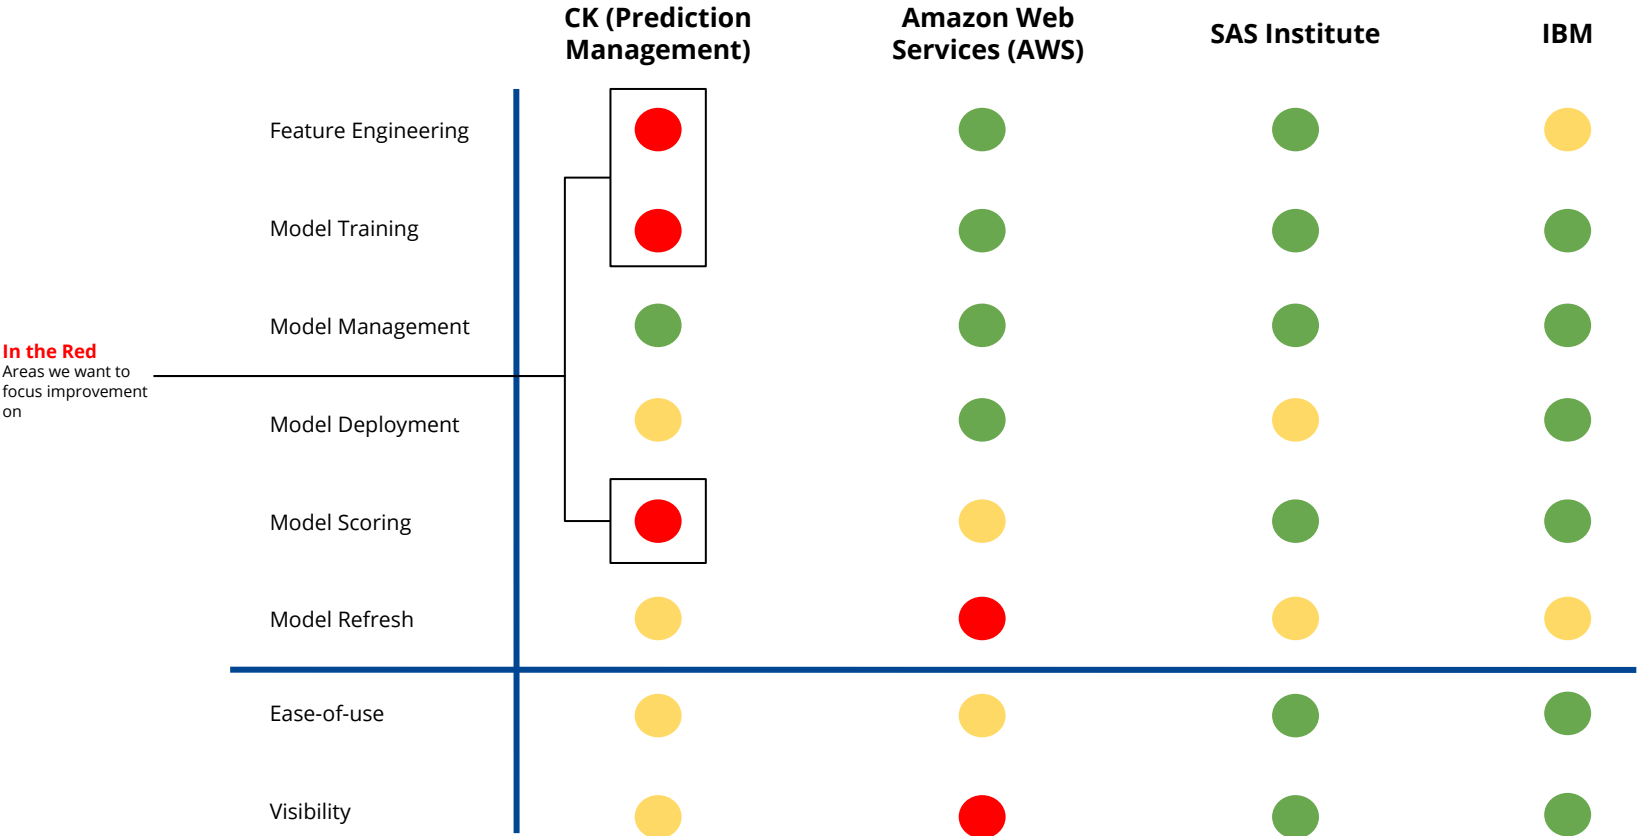 CK (Prediction
Management)
Amazon Web
Services (AWS)
SAS Institute
IBM
Feature Engineering
Model Training
Model Management
In the Red
Areas we want to
focus improvement
on
Model Deployment
Model Scoring
Model Refresh
Ease-of-use
Visibility